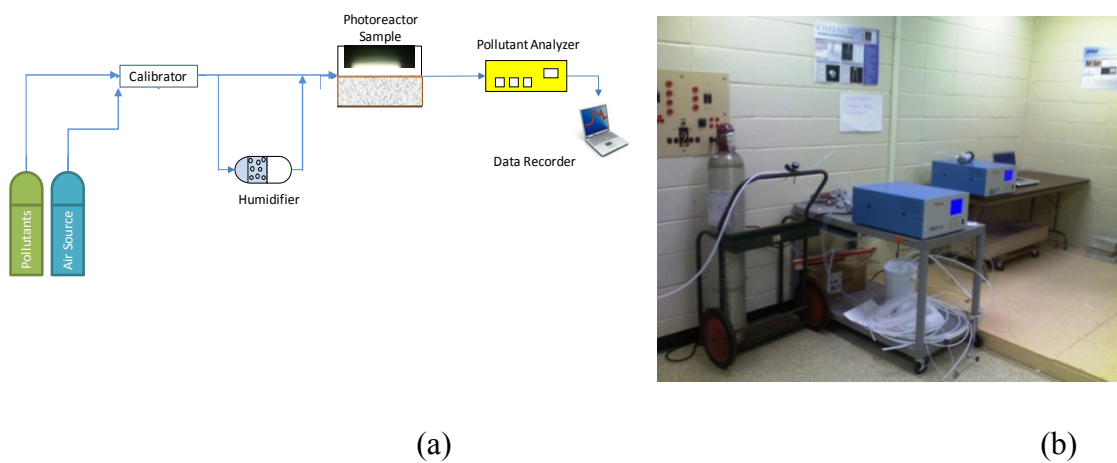 Photoreactor
Sample
Pollutant Analyzer
Calibrator
Data Recorder
Humidifier
Pollutants
Air Source
(a)
(b)